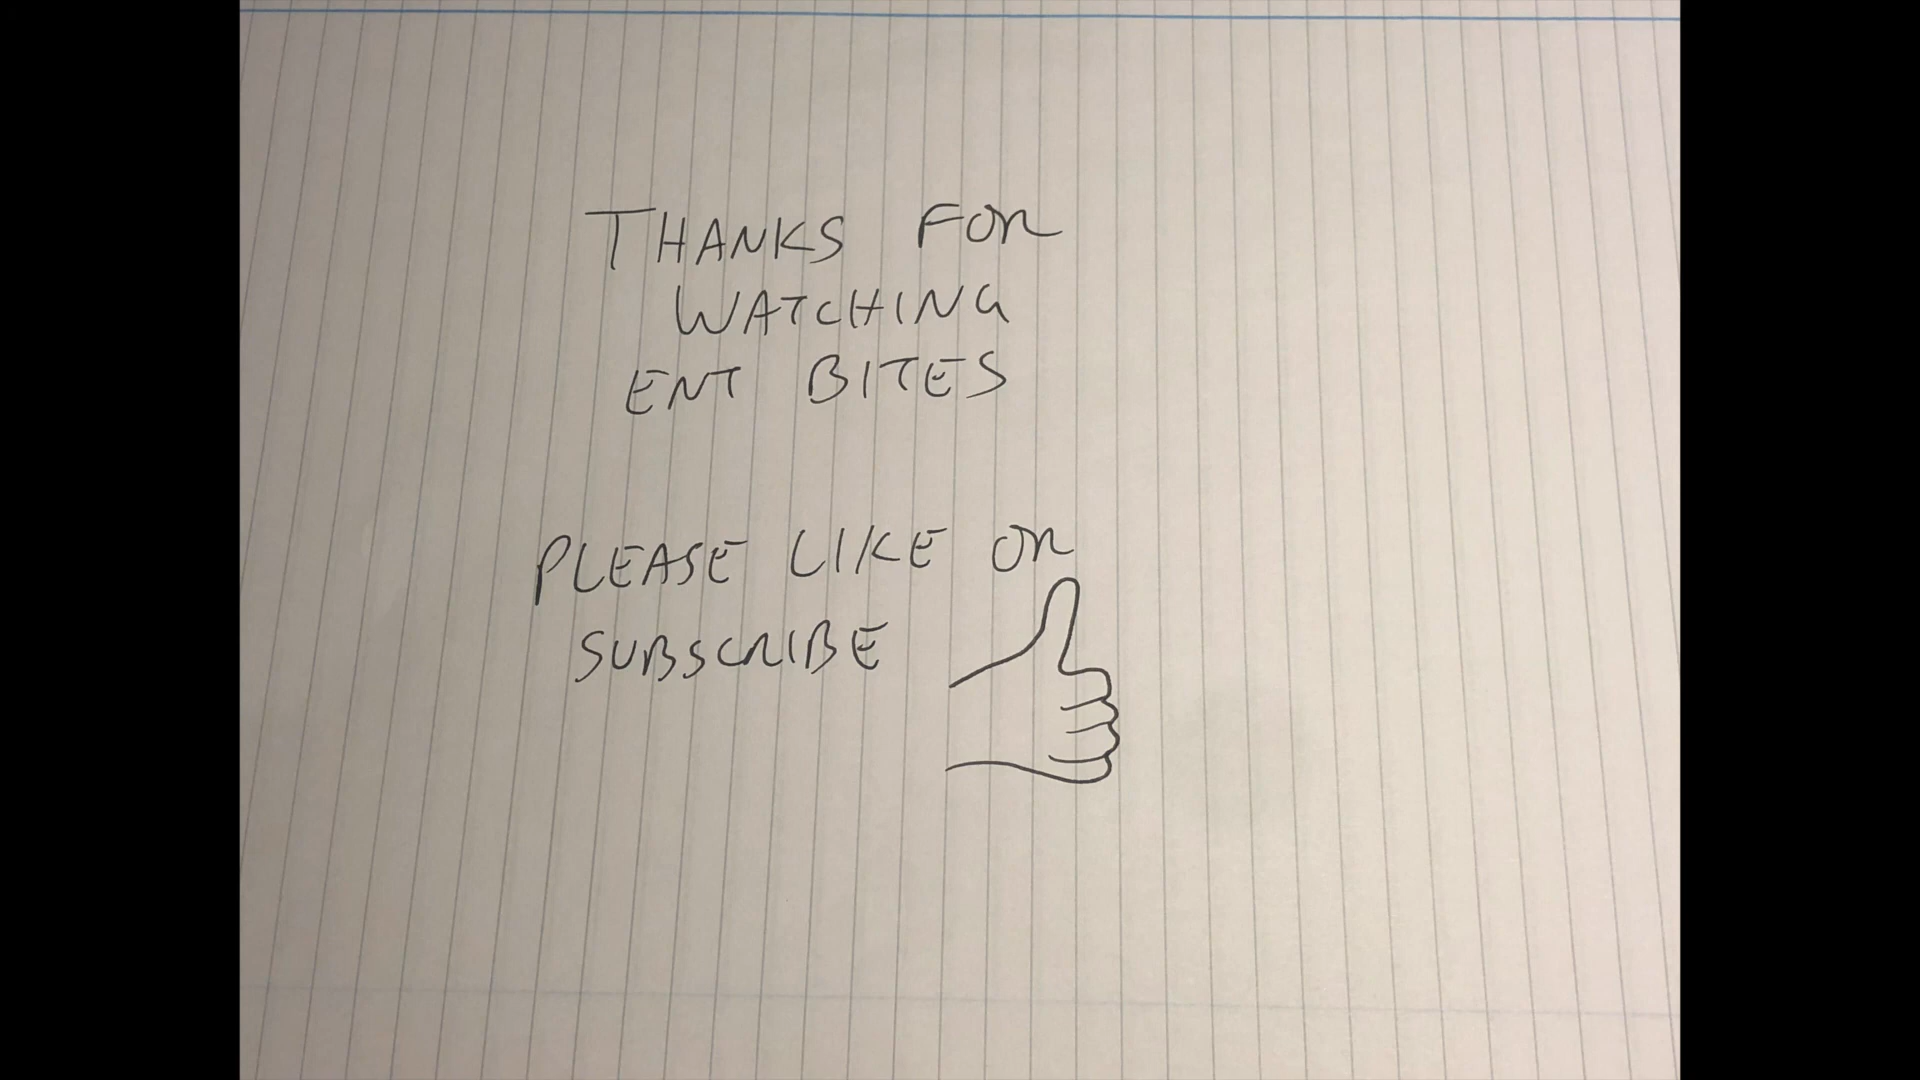 THANKS FOR
WATCHING
ENT BITES
PLEASE LIKE OR
SUBSCRIBE